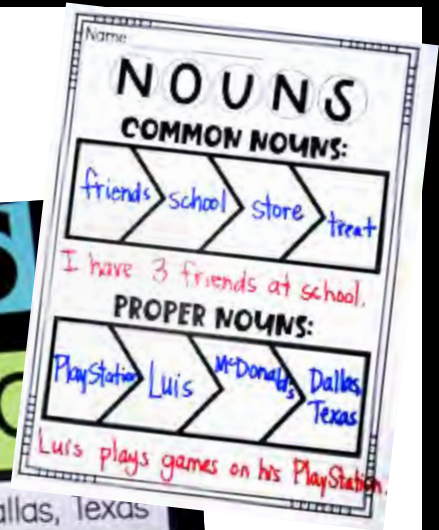 Name
NOUNS
COMMON NOUNS:
friends school store treat
I have 3 friends at school.
PROPER NOUNS:
PlayStation Luis McDonald's Dallas, Texas
Luis plays games on his PlayStation.
allas, Texas